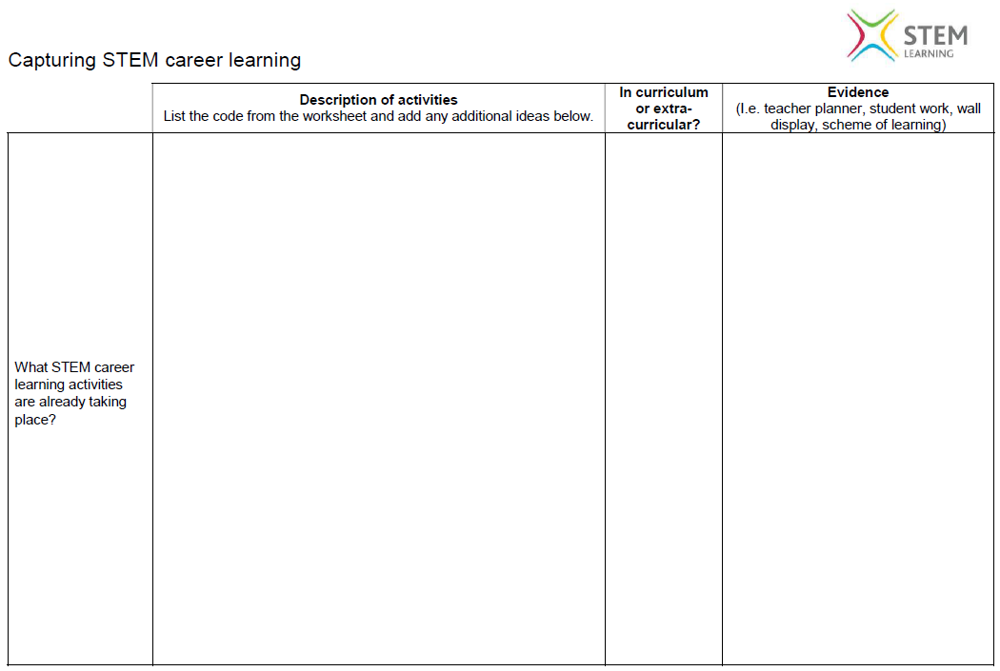 STEM
LEARNING
Capturing STEM career learning
Description of activities
List the code from the worksheet and add any additional ideas below.
In curriculum
or extra-
curricular?
Evidence
(I.e. teacher planner, student work, wall
display, scheme of learning)
What STEM career
learning activities
are already taking
place?